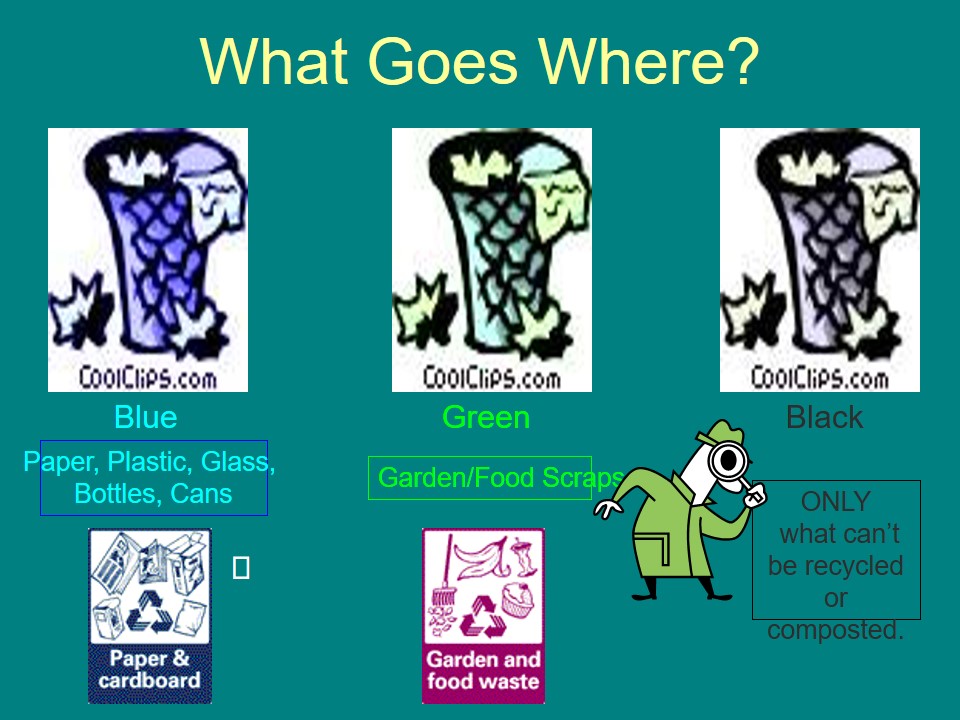 What Goes Where?
CoolClips.com
CoolClips.com
CoolClips.com
Blue
Green
Black
Paper, Plastic, Glass,
Bottles, Cans
Garden/Food Scraps
ONLY
what can’t
be recycled
or
composted.
Paper &
cardboard
Garden and
food waste